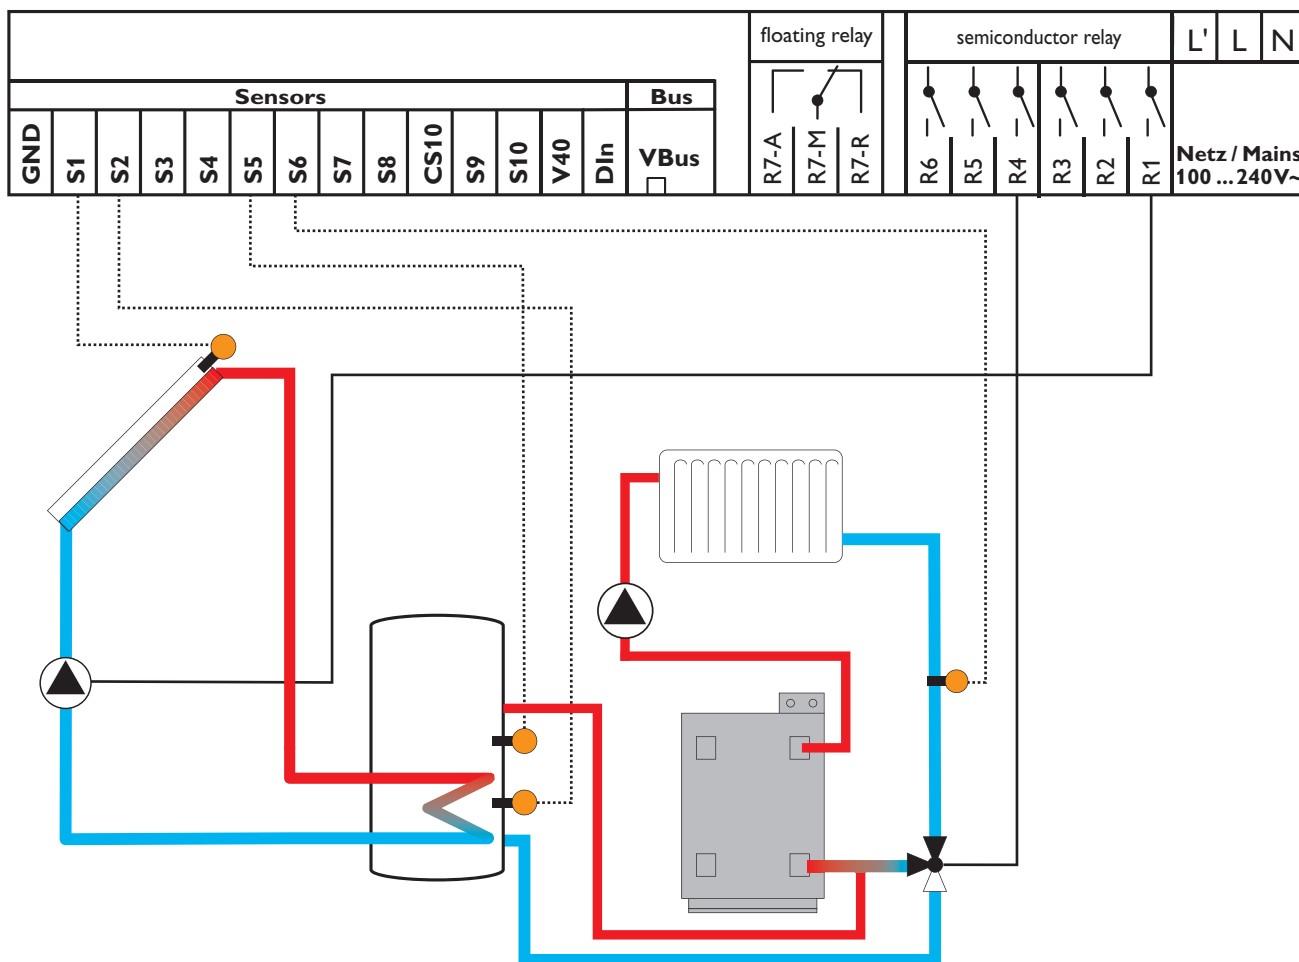 floating relay
semiconductor relay
L' L N
Sensors
Bus
GND S1 S2 S3 S4 S5 S6 S7 S8 CS10 S9 S10 V40 DIn
VBus
R7-A R7-M R7-R
R6 R5 R4 R3 R2 R1
Netz / Mains
100 ... 240 V~